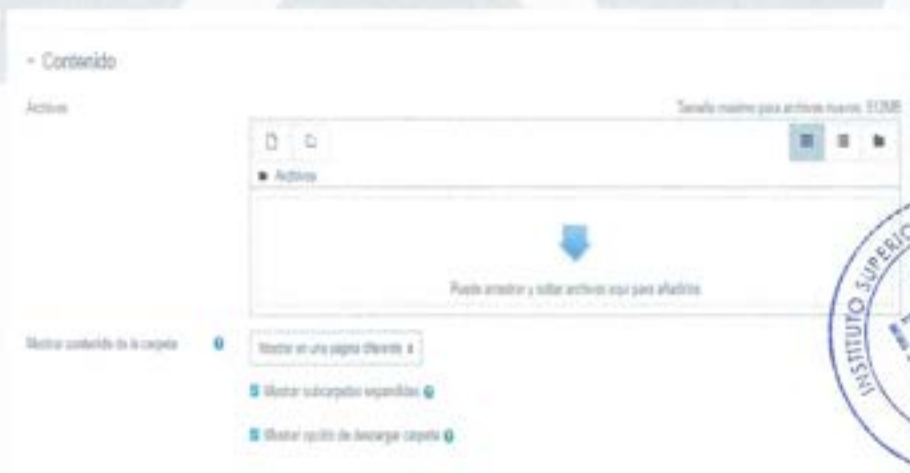 Contenido
Archivos
Tamaño máximo para archivos nuevos: 512MB
Archivos
Puede arrastrar y soltar archivos aquí para añadirlos
Mostrar contenido de la carpeta
Mostrar en una página diferente
Mostrar subcarpetas expandidas
Mostrar opción de descargar carpeta
INSTITUTO SUPERIO